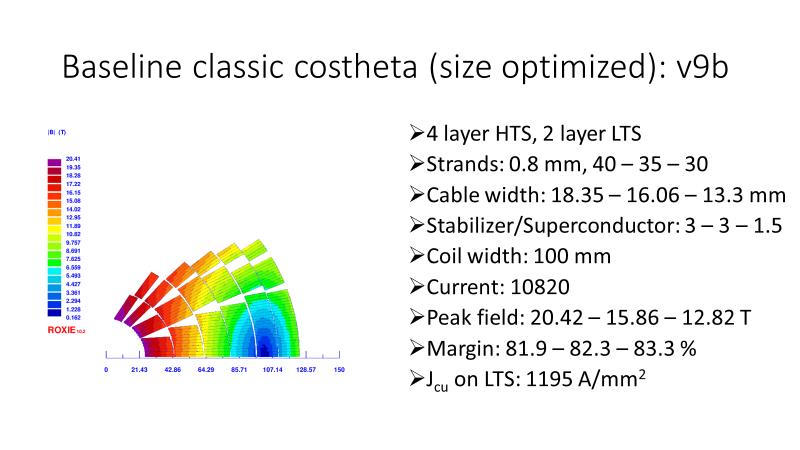 Baseline classic costheta (size optimized): v9b
|B| (T)
20.41
19.35
18.28
17.22
16.15
15.08
14.02
12.95
11.89
10.82
9.757
8.691
7.625
6.559
5.493
4.427
3.361
2.294
1.228
0.162
ROXIE 10.2
0 21.43 42.86 64.29 85.71 107.14 128.57 150
➢4 layer HTS, 2 layer LTS
➢Strands: 0.8 mm, 40 – 35 – 30
➢Cable width: 18.35 – 16.06 – 13.3 mm
➢Stabilizer/Superconductor: 3 – 3 – 1.5
➢Coil width: 100 mm
➢Current: 10820
➢Peak field: 20.42 – 15.86 – 12.82 T
➢Margin: 81.9 – 82.3 – 83.3 %
➢Jcu on LTS: 1195 A/mm2